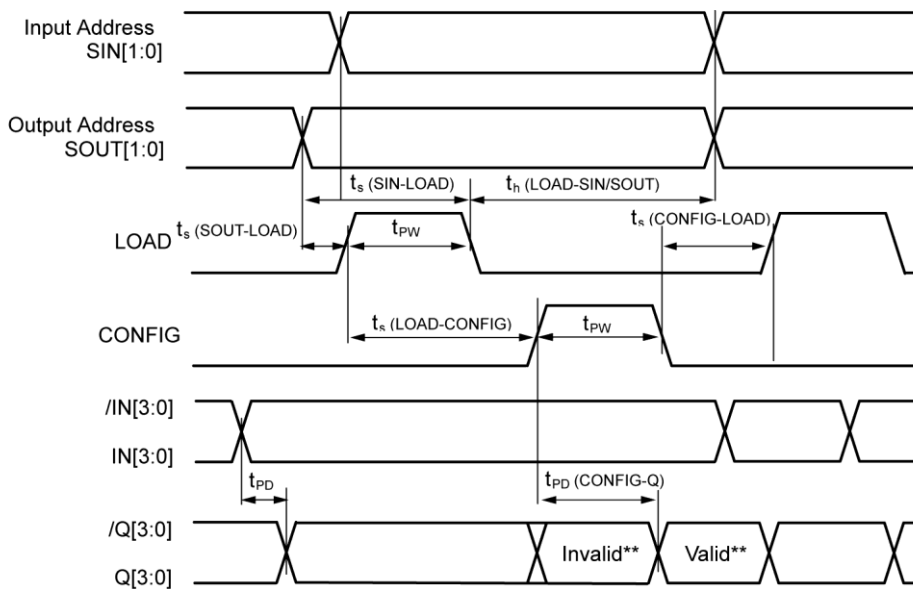 Input Address
SIN[1:0]
Output Address
SOUT[1:0]
ts (SIN-LOAD)
th (LOAD-SIN/SOUT)
ts (SOUT-LOAD)
ts (CONFIG-LOAD)
LOAD
tPW
ts (LOAD-CONFIG)
CONFIG
tPW
/IN[3:0]
IN[3:0]
tPD
tPD (CONFIG-Q)
/Q[3:0]
Invalid**
Valid**
Q[3:0]